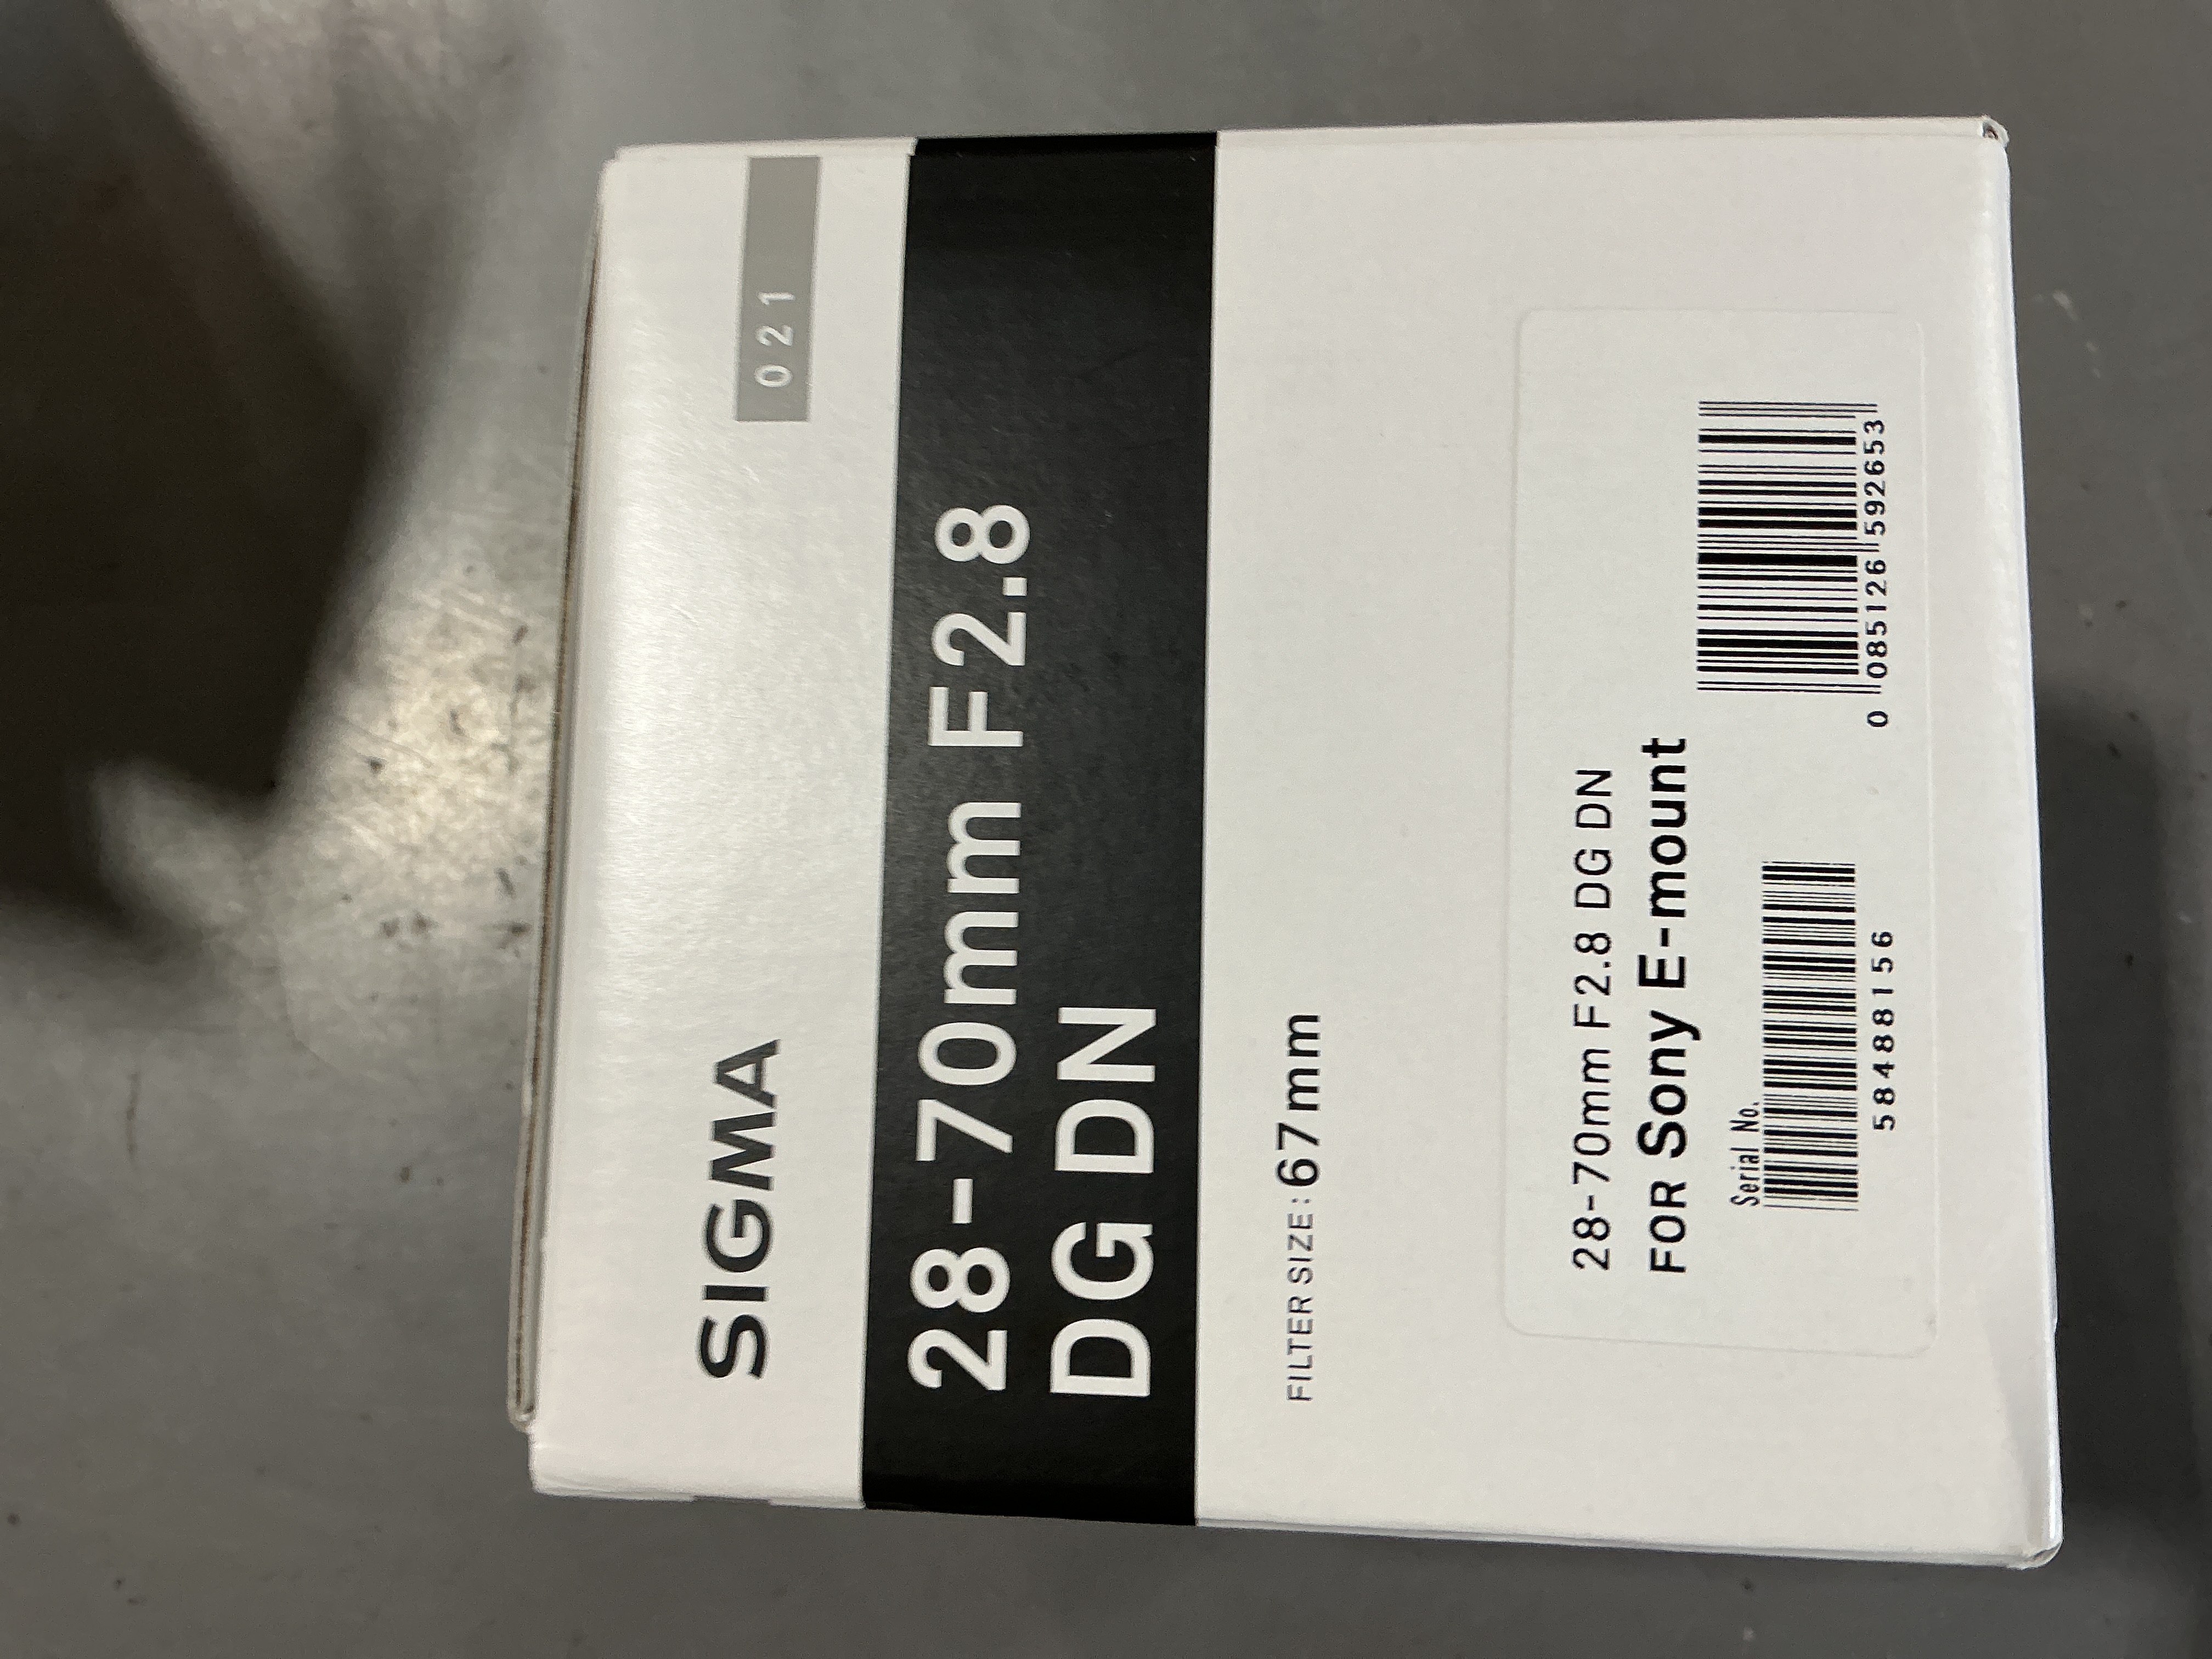 SIGMA
021
28-70mm F2.8
DG DN
FILTER SIZE: 67mm
28-70mm F2.8 DG DN
FOR Sony E-mount
Serial No.
58488156
0 085126 592653